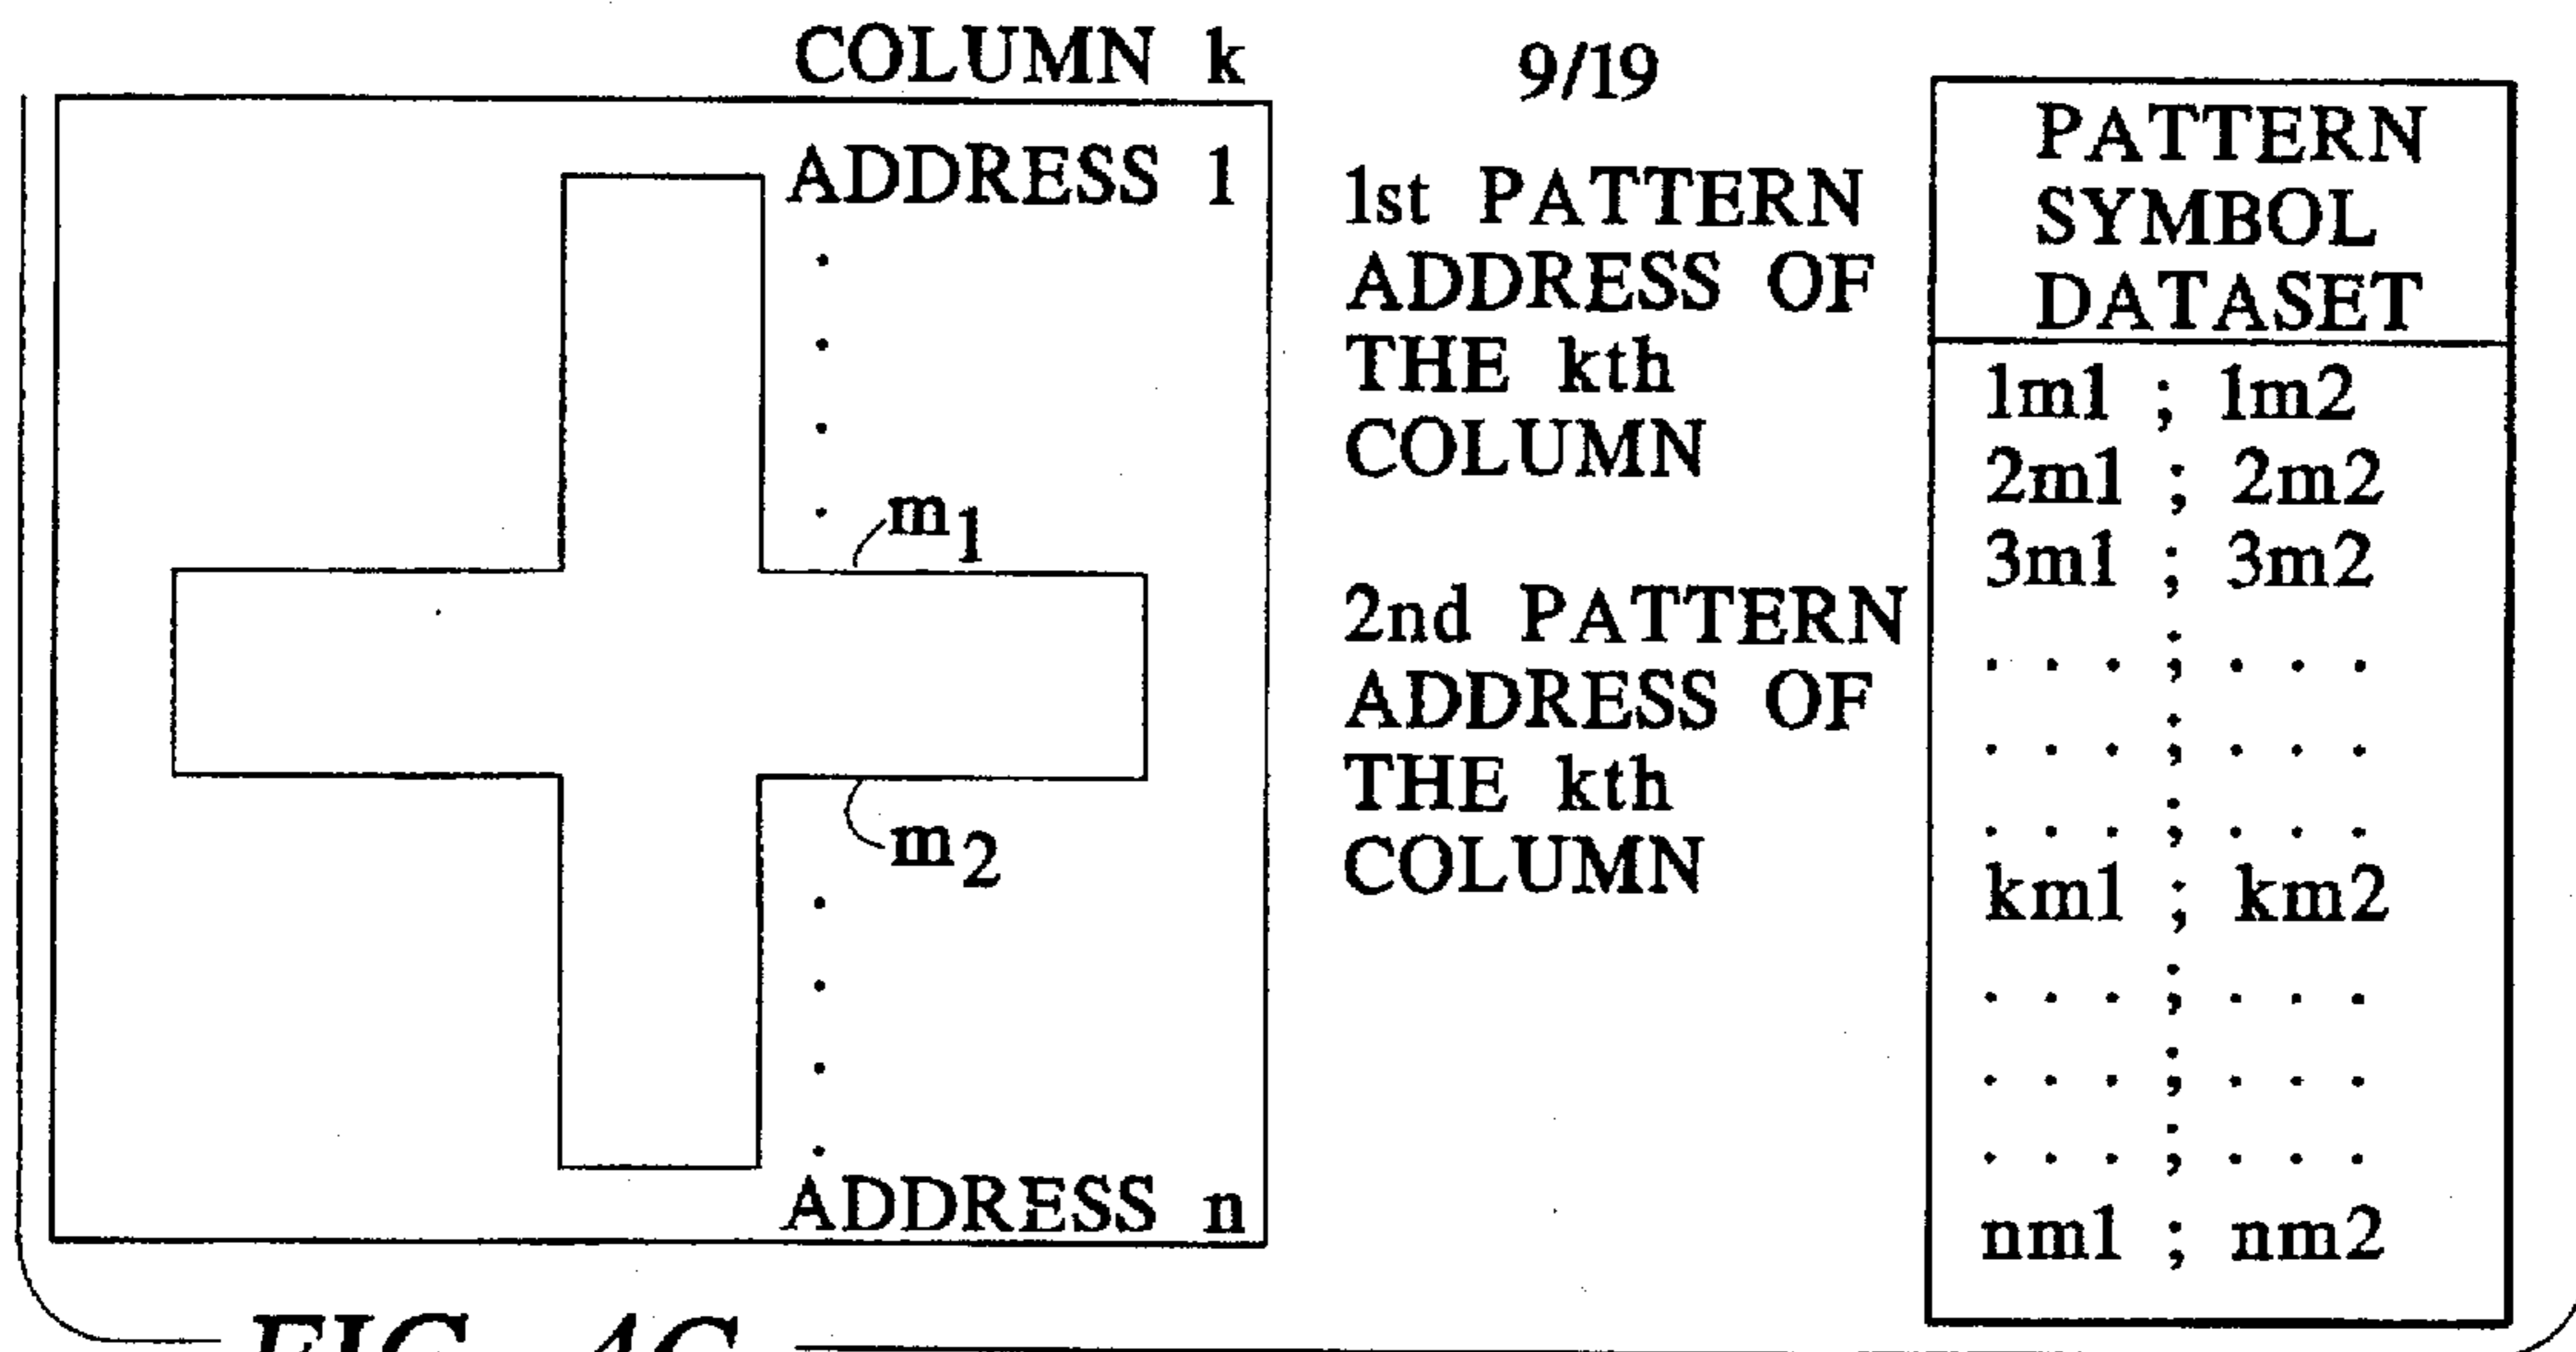 COLUMN k
9/19
ADDRESS 1
.
.
.
.
m1
m2
.
.
.
.
ADDRESS n
1st PATTERN
ADDRESS OF
THE kth
COLUMN
2nd PATTERN
ADDRESS OF
THE kth
COLUMN
PATTERN
SYMBOL
DATASET
1m1 ; 1m2
2m1 ; 2m2
3m1 ; 3m2
. . . ; . . .
. . . ; . . .
. . . ; . . .
km1 ; km2
. . . ; . . .
. . . ; . . .
. . . ; . . .
nm1 ; nm2